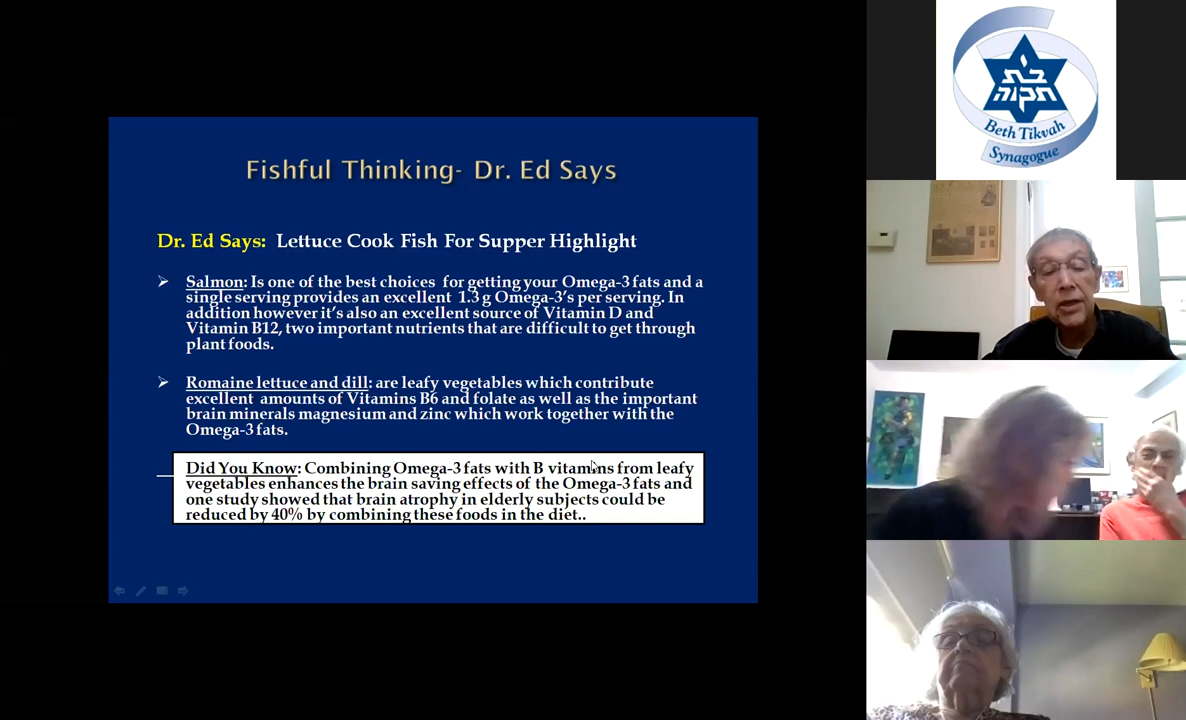 Fishful Thinking- Dr. Ed Says
Dr. Ed Says: Lettuce Cook Fish For Supper Highlight
Salmon: Is one of the best choices for getting your Omega-3 fats and a
single serving provides an excellent 1.3 g Omega-3's per serving. In
addition however it's also an excellent source of Vitamin D and
Vitamin B12, two important nutrients that are difficult to get through
plant foods.
Romaine lettuce and dill: are leafy vegetables which contribute
excellent amounts of Vitamins B6 and folate as well as the important
brain minerals magnesium and zinc which work together with the
Omega-3 fats.
Did You Know: Combining Omega-3 fats with B vitamins from leafy
vegetables enhances the brain saving effects of the Omega-3 fats and
one study showed that brain atrophy in elderly subjects could be
reduced by 40% by combining these foods in the diet..
בת
תקוה
Beth Tikvah
Synagogue